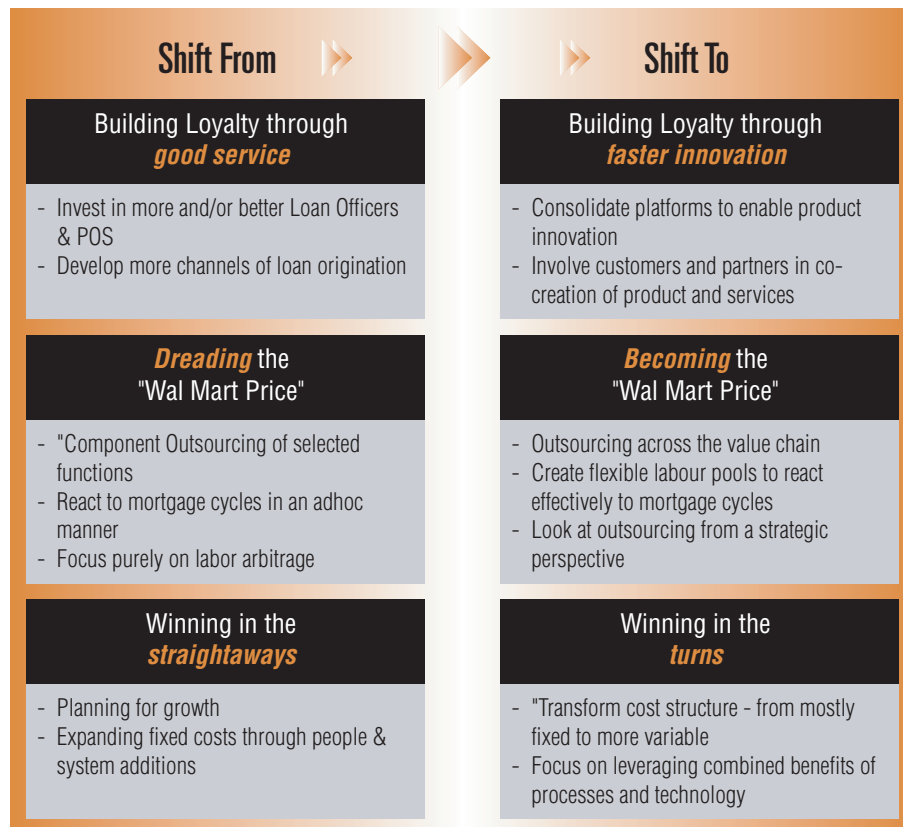 Shift From
Shift To
Building Loyalty through
good service
- Invest in more and/or better Loan Officers
& POS
- Develop more channels of loan origination
Building Loyalty through
faster innovation
- Consolidate platforms to enable product
innovation
- Involve customers and partners in co-
creation of product and services
Dreading the
"Wal Mart Price"
- "Component Outsourcing of selected
functions
- React to mortgage cycles in an adhoc
manner
- Focus purely on labor arbitrage
Becoming the
"Wal Mart Price"
- Outsourcing across the value chain
- Create flexible labour pools to react
effectively to mortgage cycles
- Look at outsourcing from a strategic
perspective
Winning in the
straightaways
- Planning for growth
- Expanding fixed costs through people &
system additions
Winning in the
turns
- "Transform cost structure - from mostly
fixed to more variable
- Focus on leveraging combined benefits of
processes and technology